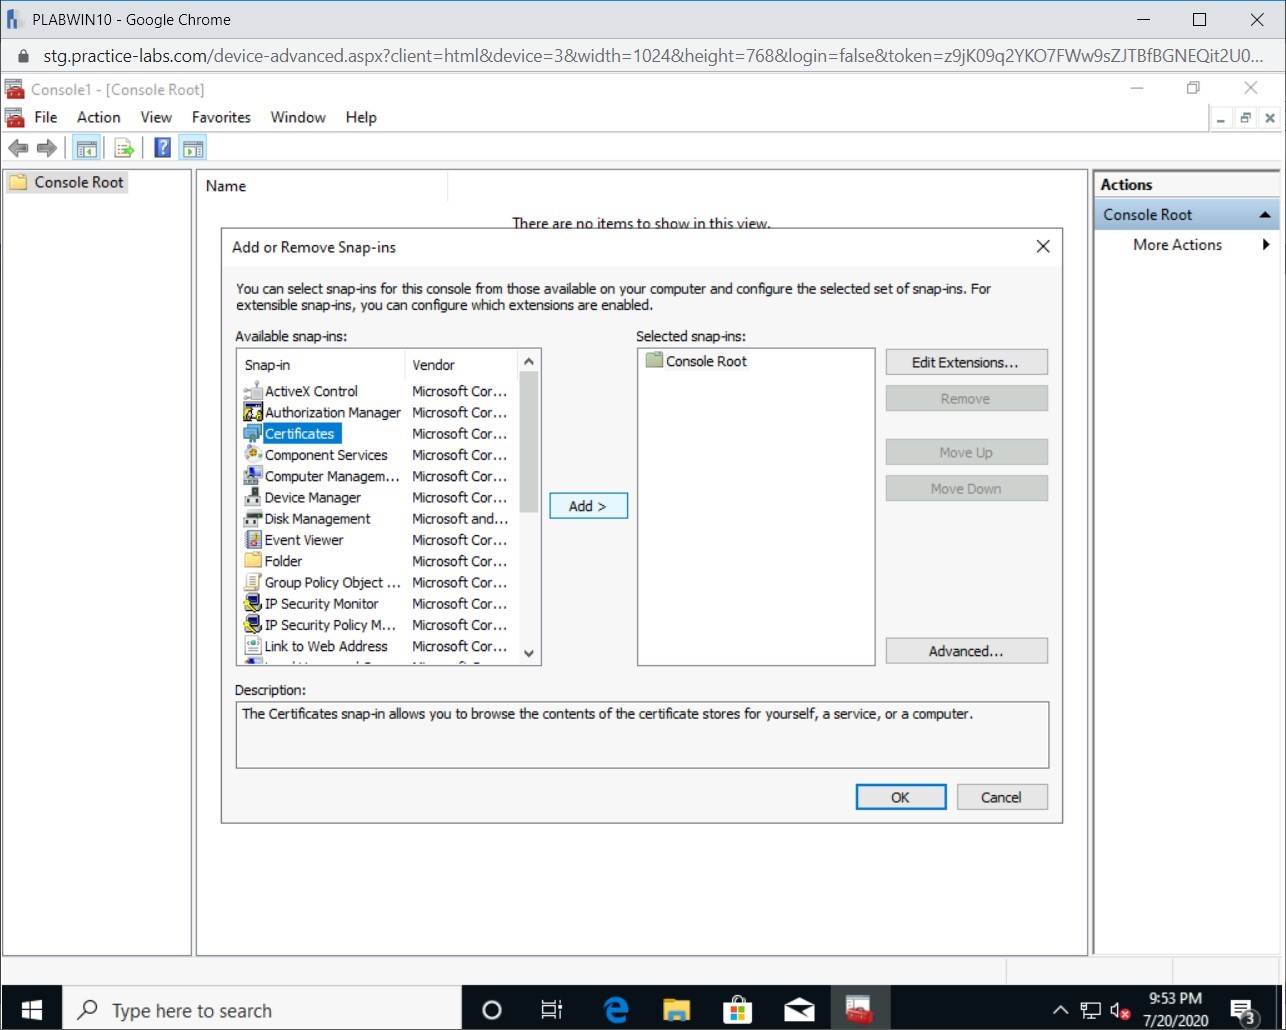 PLABWIN10 - Google Chrome
stg.practice-labs.com/device-advanced.aspx?client=html&device=3&width=1024&height=768&login=false&token=z9jK09q2YKO7FWw9sZJTBfBGNEQit2U0...
Console1 - [Console Root]
File Action View Favorites Window Help
Console Root
Name
There are no items to show in this view.
Actions
Console Root
More Actions
Add or Remove Snap-ins
You can select snap-ins for this console from those available on your computer and configure the selected set of snap-ins. For
extensible snap-ins, you can configure which extensions are enabled.
Available snap-ins:
Snap-in Vendor
ActiveX Control Microsoft Cor...
Authorization Manager Microsoft Cor...
Certificates Microsoft Cor...
Component Services Microsoft Cor...
Computer Managem... Microsoft Cor...
Device Manager Microsoft Cor...
Disk Management Microsoft and...
Event Viewer Microsoft Cor...
Folder Microsoft Cor...
Group Policy Object ... Microsoft Cor...
IP Security Monitor Microsoft Cor...
IP Security Policy M... Microsoft Cor...
Link to Web Address Microsoft Cor...
Add >
Selected snap-ins:
Console Root
Edit Extensions...
Remove
Move Up
Move Down
Advanced...
Description:
The Certificates snap-in allows you to browse the contents of the certificate stores for yourself, a service, or a computer.
OK Cancel
Type here to search
9:53 PM
7/20/2020
3